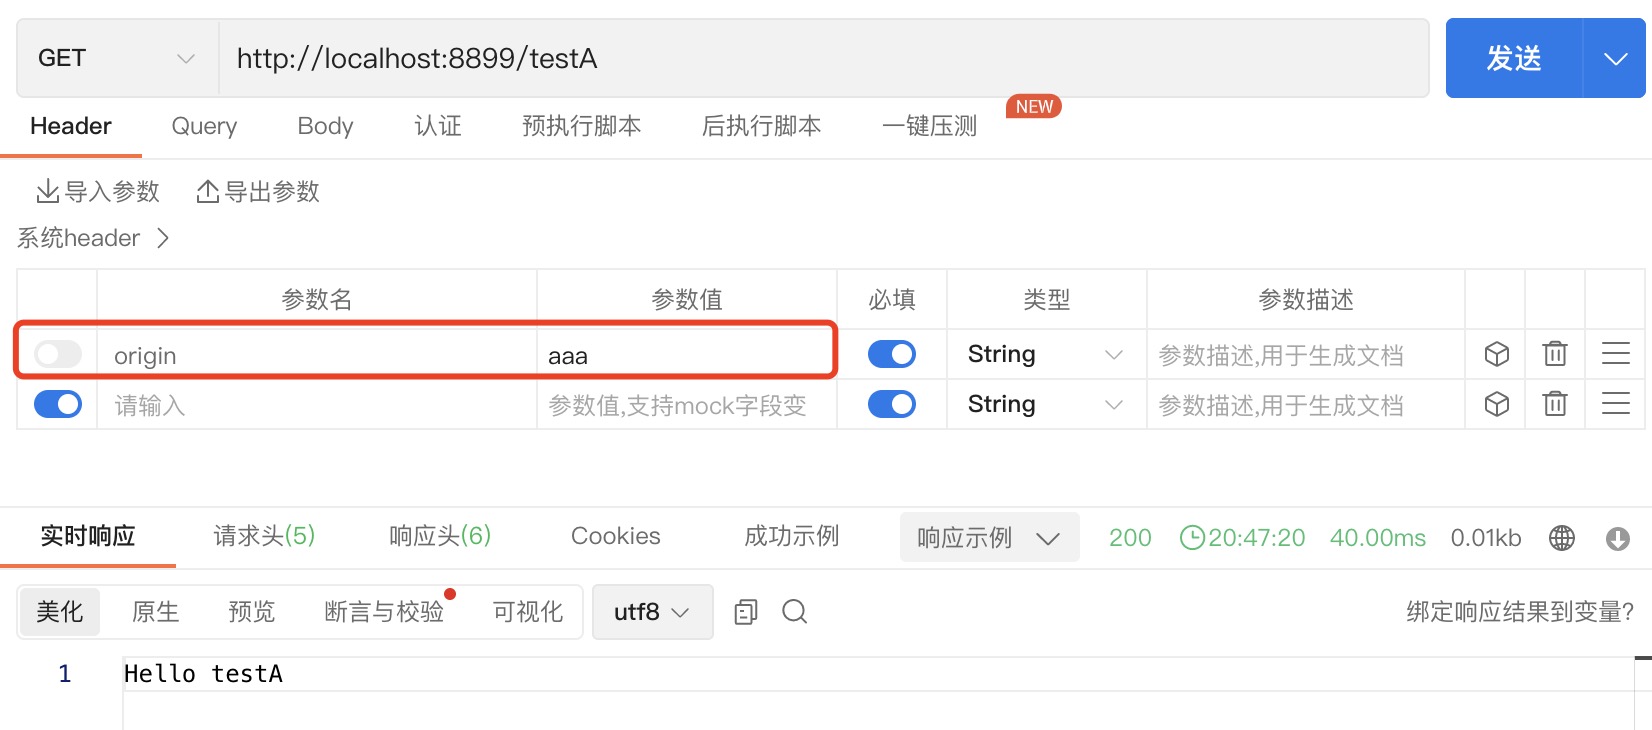 GET http://localhost:8899/testA 发送
NEW
Header Query Body 认证 预执行脚本 后执行脚本 一键压测
导入参数 导出参数
系统header
参数名 参数值 必填 类型 参数描述
origin aaa String 参数描述,用于生成文档
请输入 参数值,支持mock字段变 String 参数描述,用于生成文档
实时响应 请求头(5) 响应头(6) Cookies 成功示例 响应示例 200 20:47:20 40.00ms 0.01kb
美化 原生 预览 断言与校验 可视化 utf8 绑定响应结果到变量?
1 Hello testA